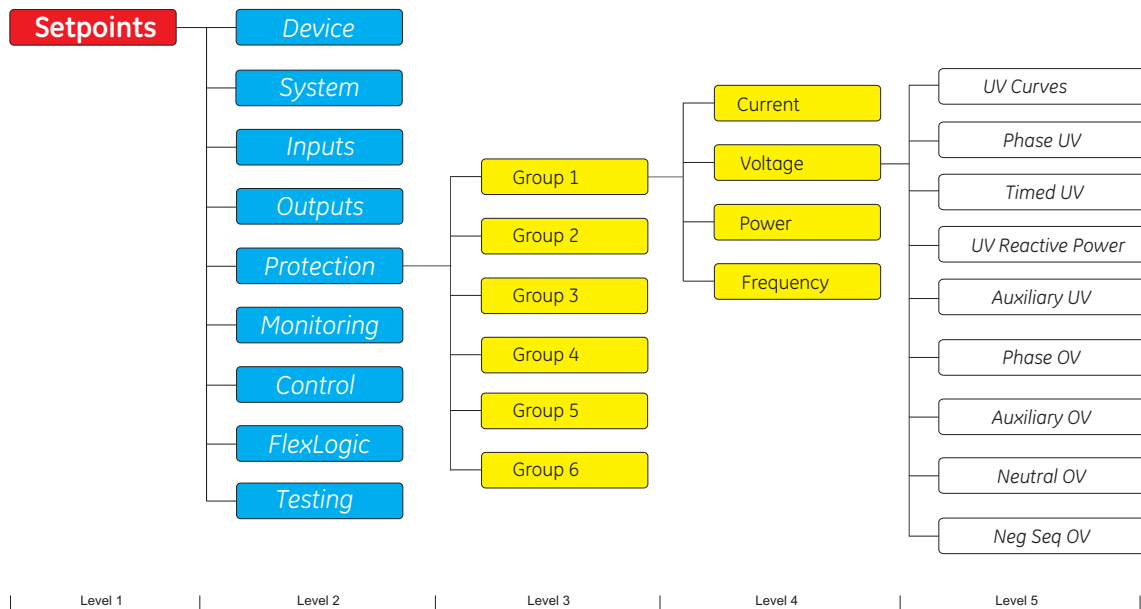 Setpoints
Device
System
Inputs
Outputs
Protection
Monitoring
Control
FlexLogic
Testing
Group 1
Group 2
Group 3
Group 4
Group 5
Group 6
Current
Voltage
Power
Frequency
UV Curves
Phase UV
Timed UV
UV Reactive Power
Auxiliary UV
Phase OV
Auxiliary OV
Neutral OV
Neg Seq OV
Level 1
Level 2
Level 3
Level 4
Level 5